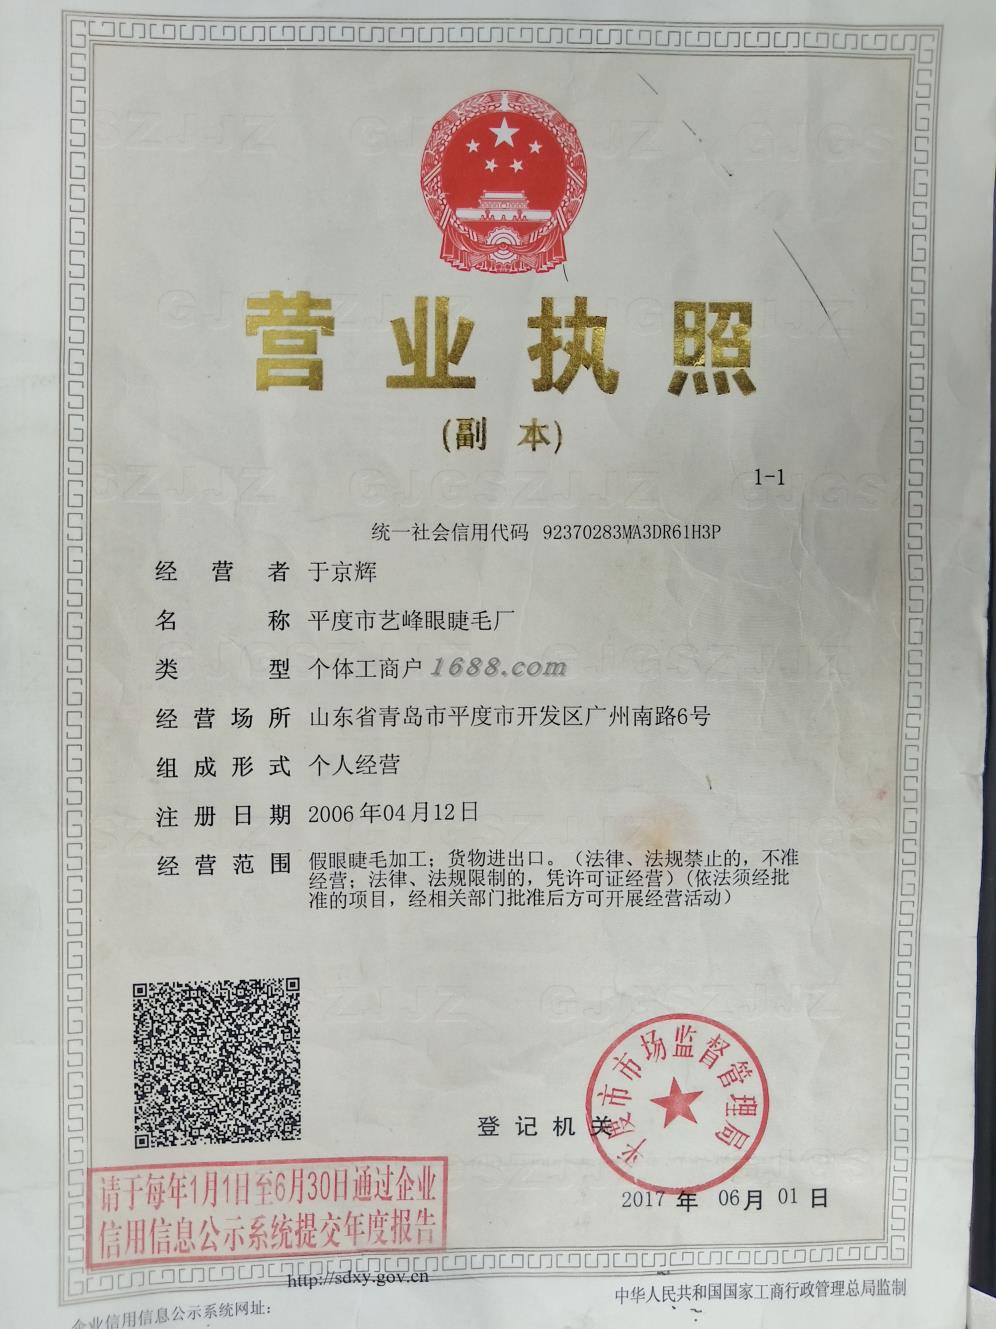 营业执照
(副 本)
1-1
统一社会信用代码 92370283MA3DR61H3P
经营者 于京辉
名称 平度市艺峰眼睫毛厂
类型 个体工商户 1688.com
经营场所 山东省青岛市平度市开发区广州南路6号
组成形式 个人经营
注册日期 2006年04月12日
经营范围 假眼睫毛加工；货物进出口。（法律、法规禁止的，不准
经营；法律、法规限制的，凭许可证经营）(依法须经批
准的项目，经相关部门批准后方可开展经营活动）
平度市市场监督管理局
登记机关
2017年 06月 01日
请于每年1月1日至6月30日通过企业
信用信息公示系统提交年度报告
http://sdxy.gov.cn
企业信用信息公示系统网址：
中华人民共和国国家工商行政管理总局监制